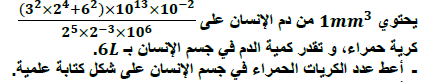 يحتوي 1mm³ من دم الإنسان على \frac{(3²×2⁴+6²)×10¹³×10⁻²}{2⁵×2⁻³×10⁶}
كرية حمراء، و تقدر كمية الدم في جسم الإنسان بـ 6L.
- أعط عدد الكريات الحمراء في جسم الإنسان على شكل كتابة علمية.